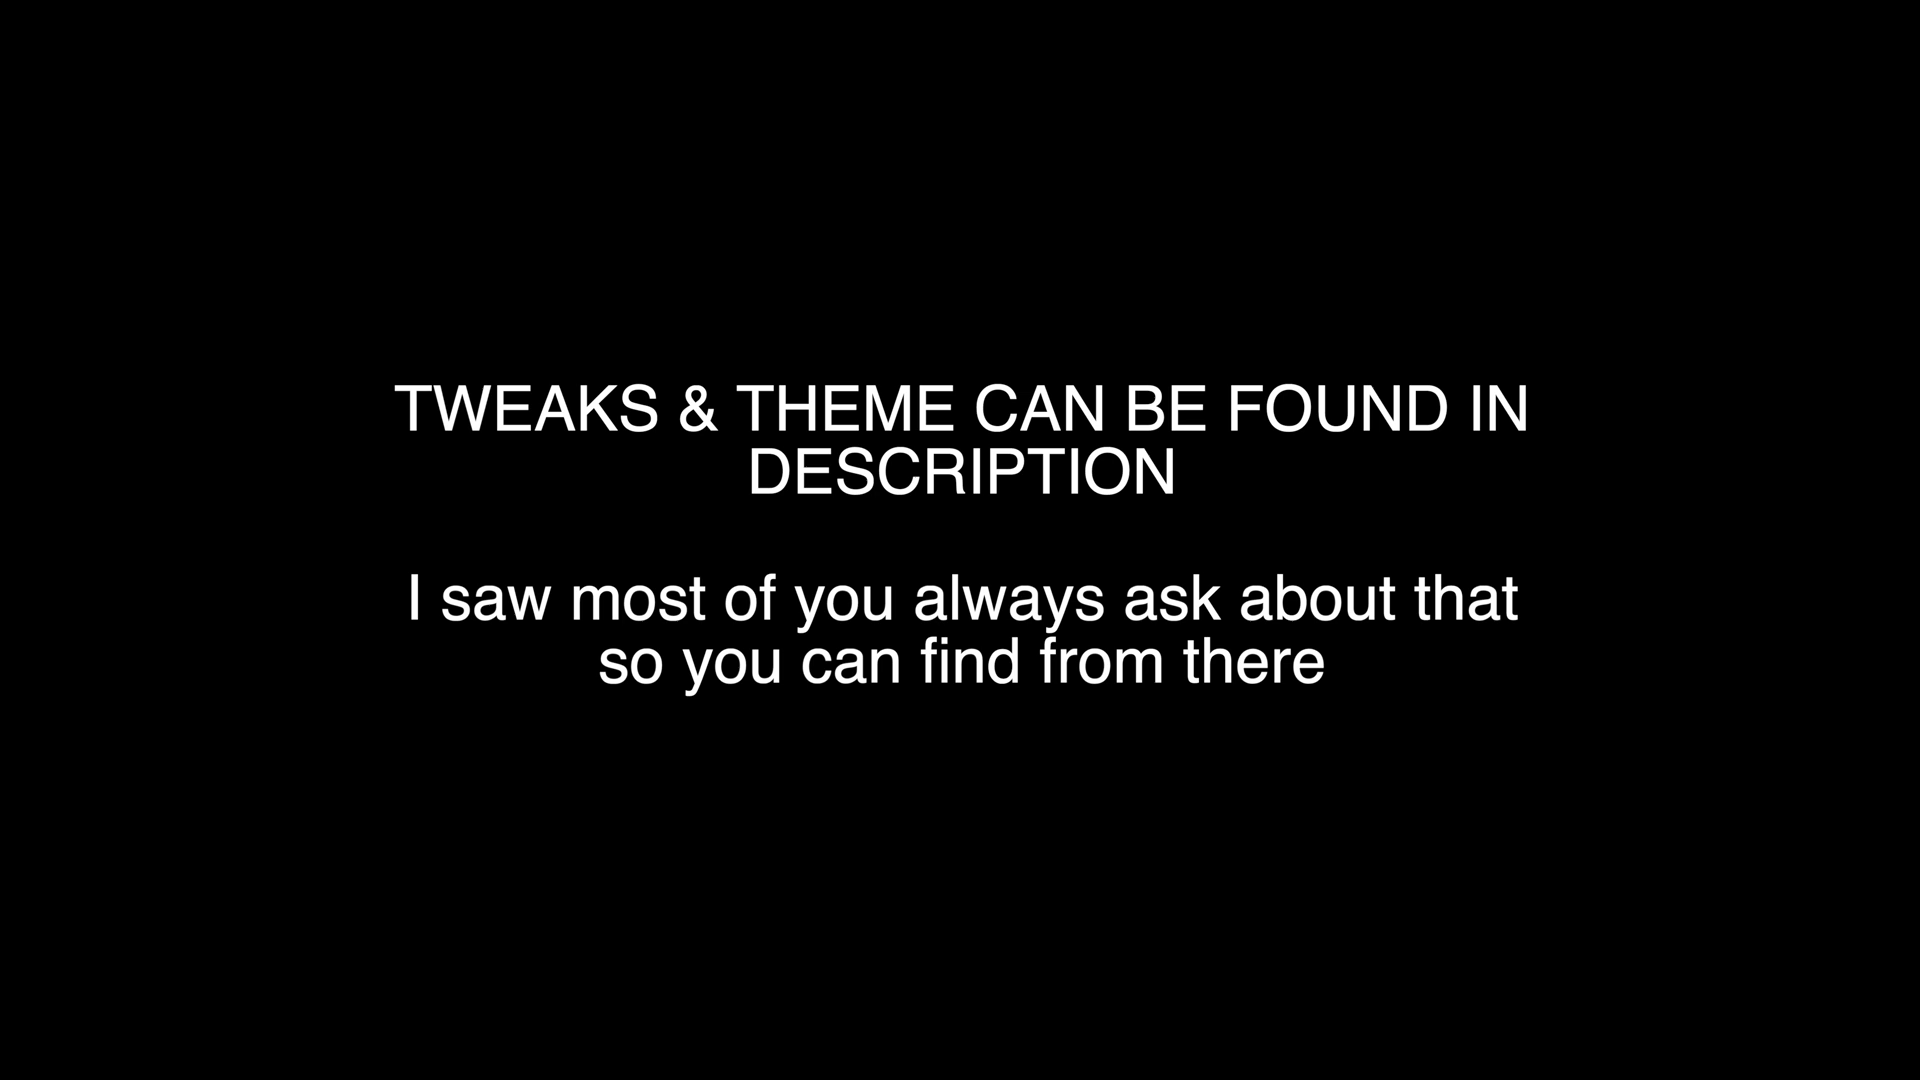 TWEAKS & THEME CAN BE FOUND IN
DESCRIPTION
I saw most of you always ask about that
so you can find from there